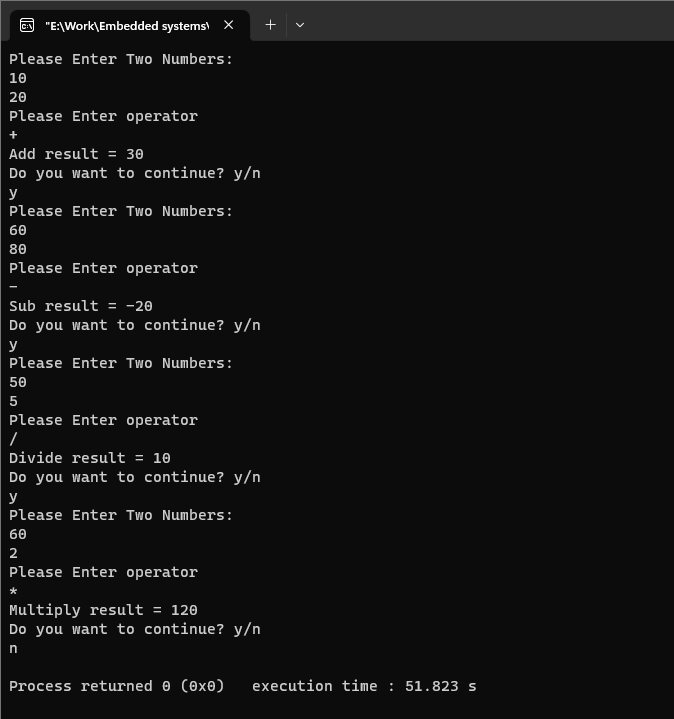 "E:\Work\Embedded systems\
Please Enter Two Numbers:
10
20
Please Enter operator
+
Add result = 30
Do you want to continue? y/n
y
Please Enter Two Numbers:
60
80
Please Enter operator
-
Sub result = -20
Do you want to continue? y/n
y
Please Enter Two Numbers:
50
5
Please Enter operator
/
Divide result = 10
Do you want to continue? y/n
y
Please Enter Two Numbers:
60
2
Please Enter operator
*
Multiply result = 120
Do you want to continue? y/n
n
Process returned 0 (0x0)   execution time : 51.823 s